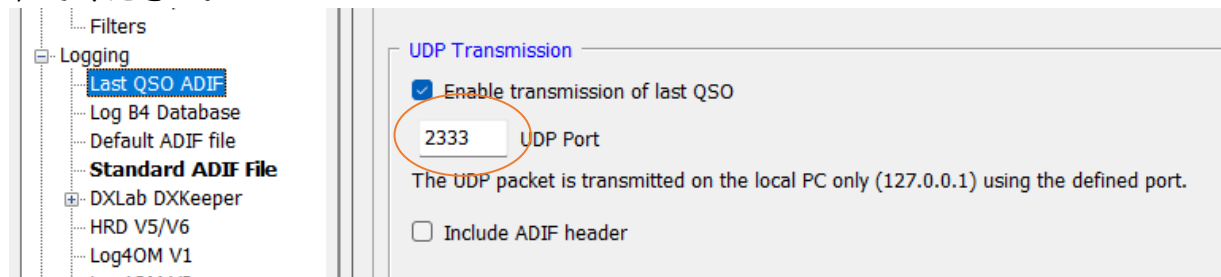 Filters
Logging
Last QSO ADIF
Log B4 Database
Default ADIF file
Standard ADIF File
DXLab DXKeeper
HRD V5/V6
Log4OM V1
UDP Transmission
Enable transmission of last QSO
2333 UDP Port
The UDP packet is transmitted on the local PC only (127.0.0.1) using the defined port.
Include ADIF header